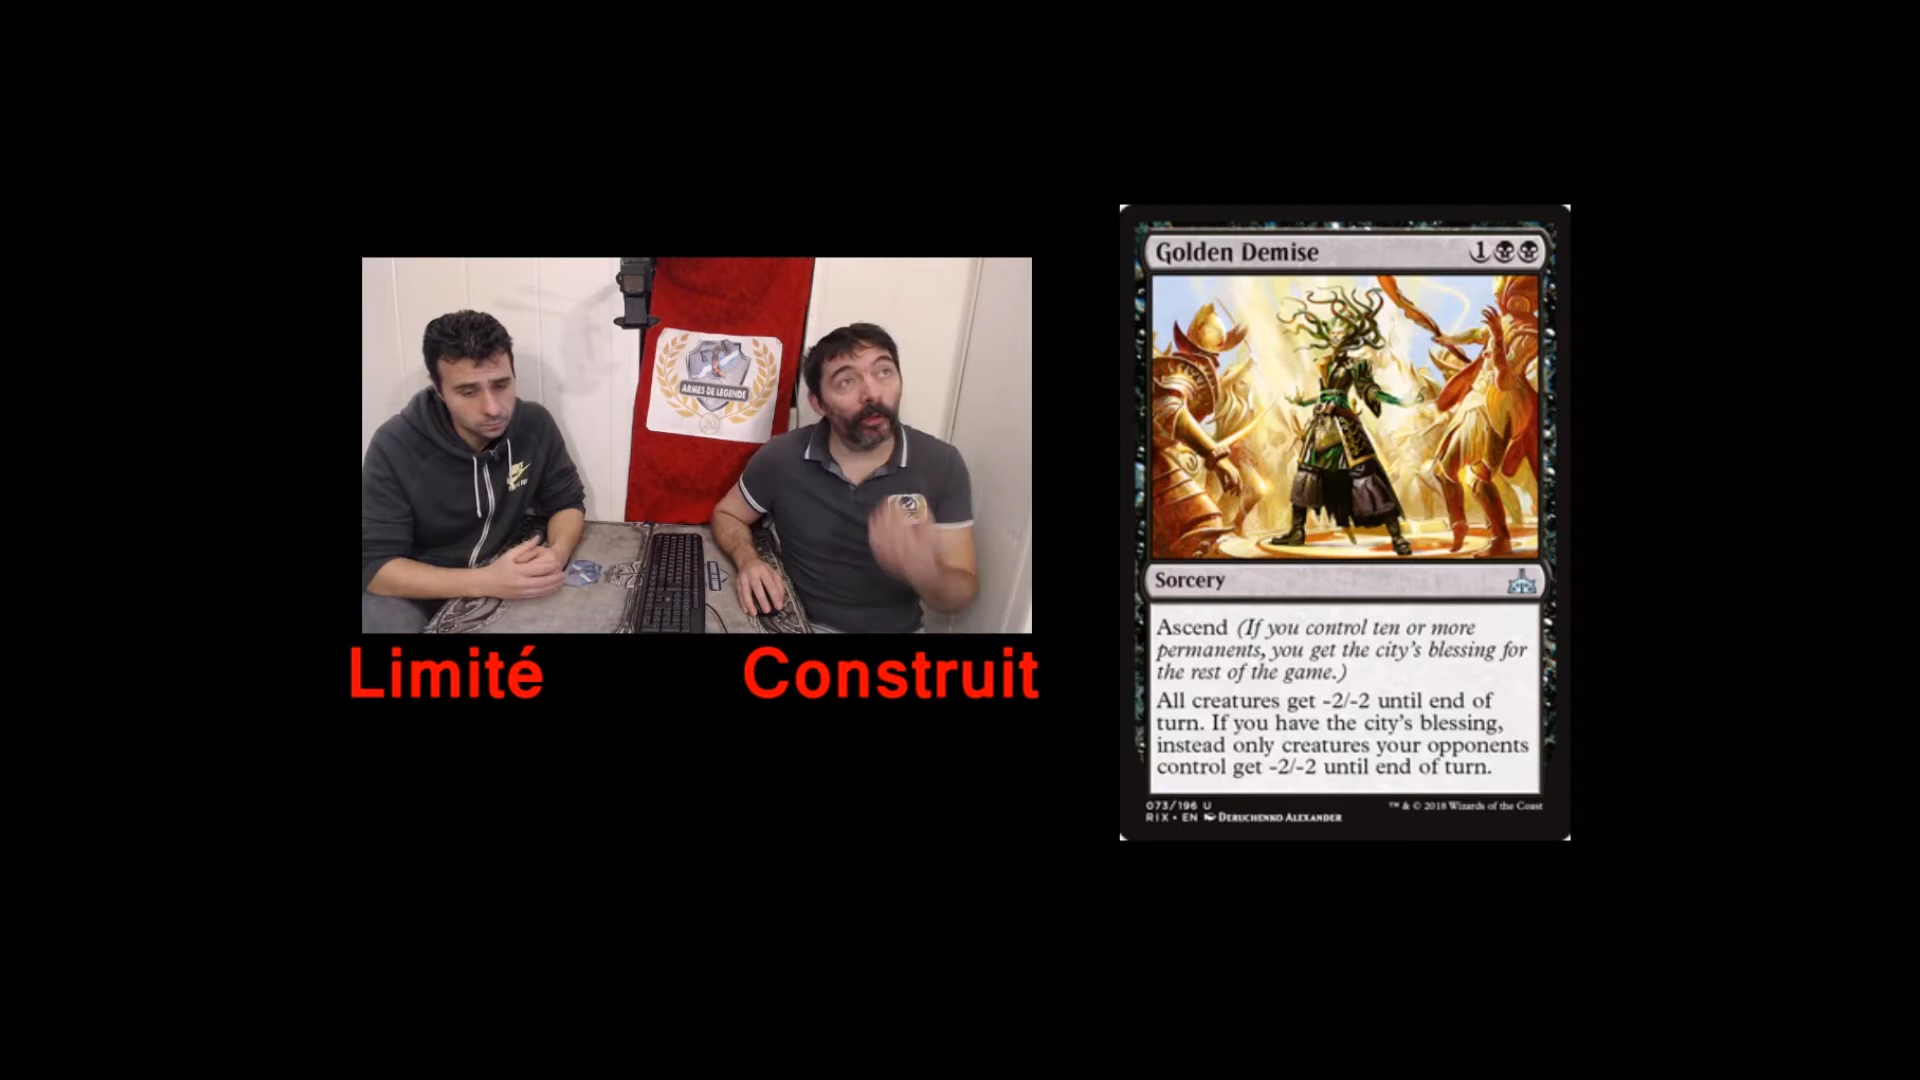 ARMES DE LEGENDE
Limité
Construit
Golden Demise 1
Sorcery
Ascend (If you control ten or more
permanents, you get the city's blessing for
the rest of the game.)
All creatures get -2/-2 until end of
turn. If you have the city's blessing,
instead only creatures your opponents
control get -2/-2 until end of turn.
073/196 U
RIX • EN DERUCHENKO ALEXANDER
™ & © 2018 Wizards of the Coast